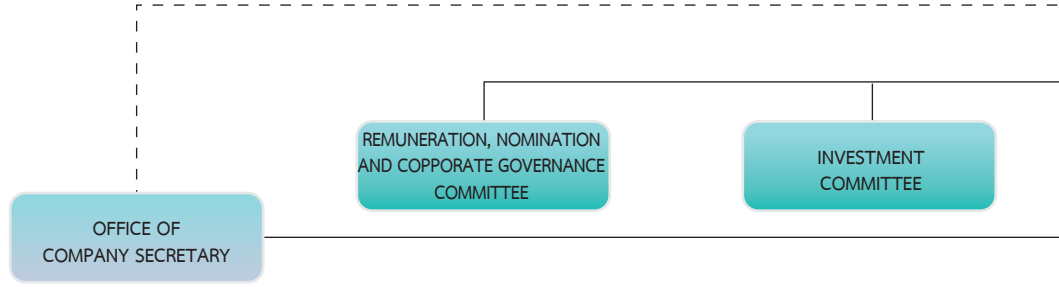 REMUNERATION, NOMINATION
AND COPPORATE GOVERNANCE
COMMITTEE
INVESTMENT
COMMITTEE
OFFICE OF
COMPANY SECRETARY